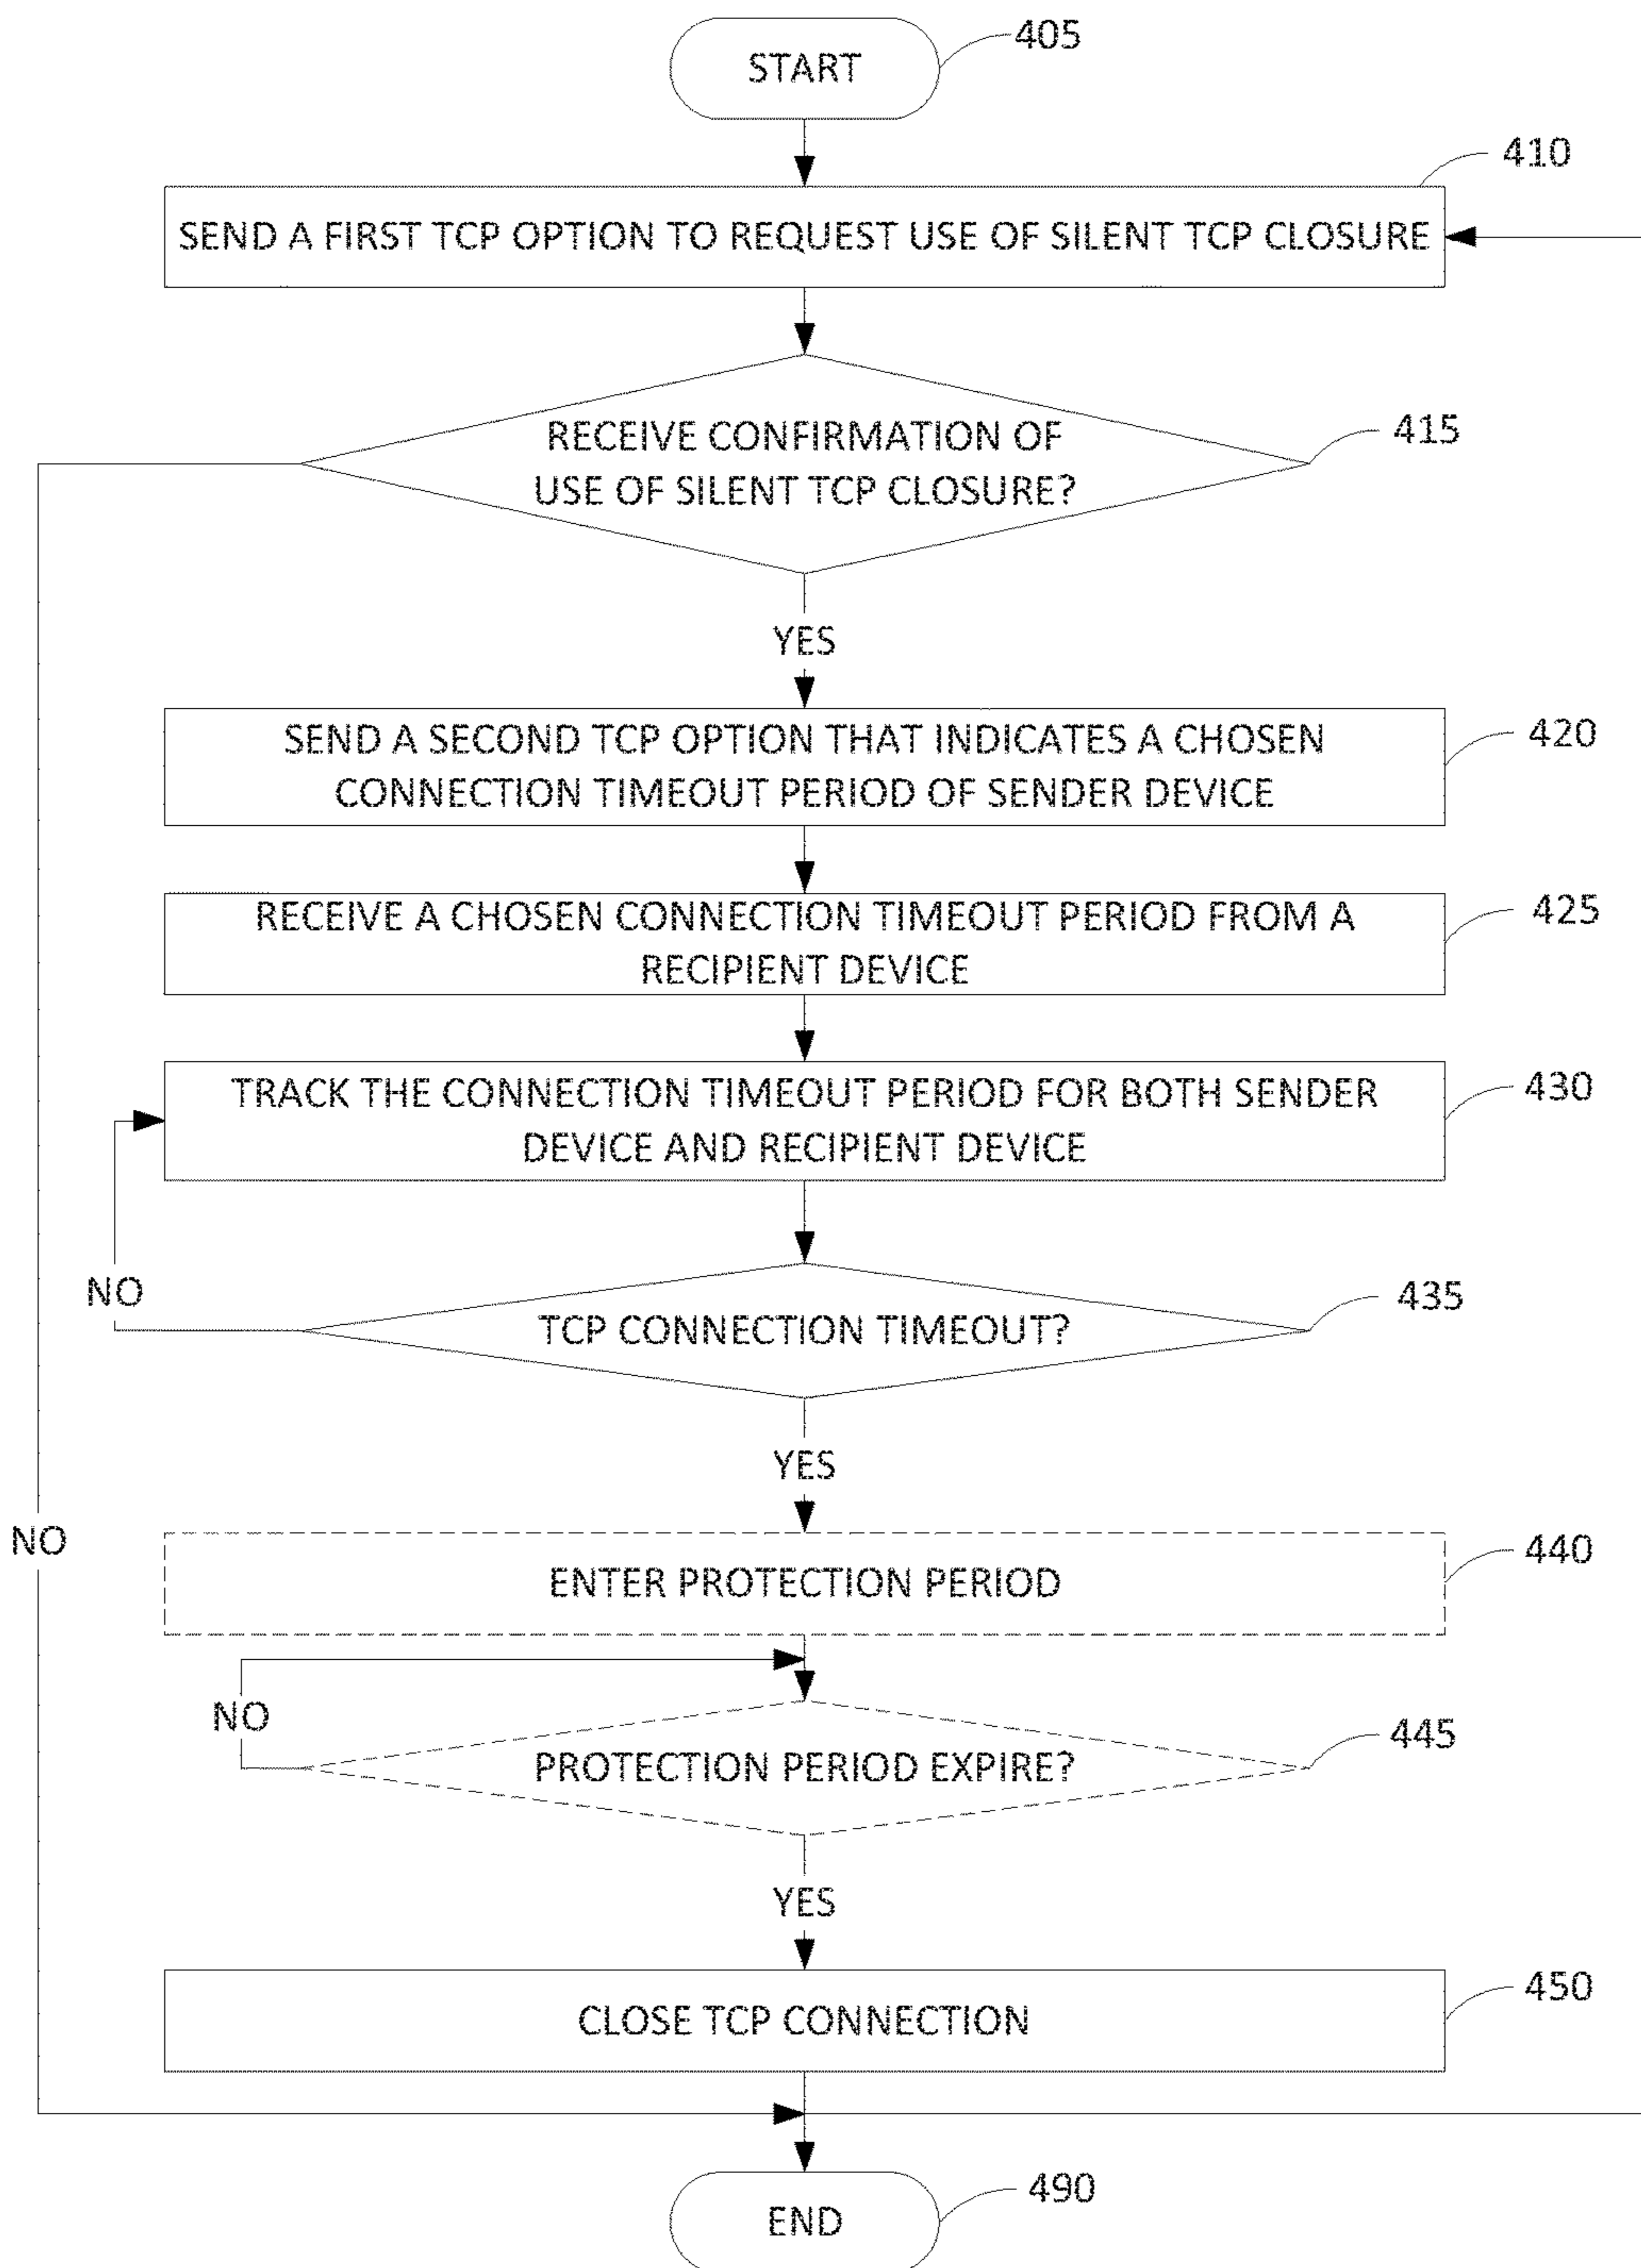 START
405
410
SEND A FIRST TCP OPTION TO REQUEST USE OF SILENT TCP CLOSURE
RECEIVE CONFIRMATION OF
USE OF SILENT TCP CLOSURE?
415
YES
SEND A SECOND TCP OPTION THAT INDICATES A CHOSEN
CONNECTION TIMEOUT PERIOD OF SENDER DEVICE
420
RECEIVE A CHOSEN CONNECTION TIMEOUT PERIOD FROM A
RECIPIENT DEVICE
425
TRACK THE CONNECTION TIMEOUT PERIOD FOR BOTH SENDER
DEVICE AND RECIPIENT DEVICE
430
NO
TCP CONNECTION TIMEOUT?
435
YES
NO
ENTER PROTECTION PERIOD
440
NO
PROTECTION PERIOD EXPIRE?
445
YES
CLOSE TCP CONNECTION
450
END
490